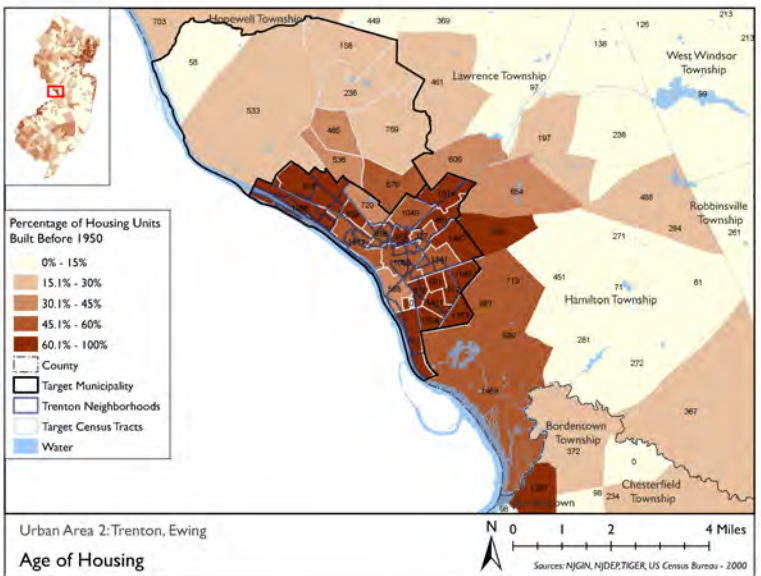 Hopewell Township
703
449
369
213
213
158
138
58
West Windsor
Township
Lawrence Township
461
97
99
236
533
769
465
197
238
536
606
576
654
488
720
1049
Robbinsville
Township
284
261
271
713
451
71
81
Hamilton Township
281
272
1469
367
Bordentown
Township
372
0
Chesterfield
Township
98
234
Percentage of Housing Units
Built Before 1950
0% - 15%
15.1% - 30%
30.1% - 45%
45.1% - 60%
60.1% - 100%
County
Target Municipality
Trenton Neighborhoods
Target Census Tracts
Water
Urban Area 2: Trenton, Ewing
Age of Housing
N
0 1 2 4 Miles
Sources: NJGIN, NJDEP,TIGER, US Census Bureau - 2000